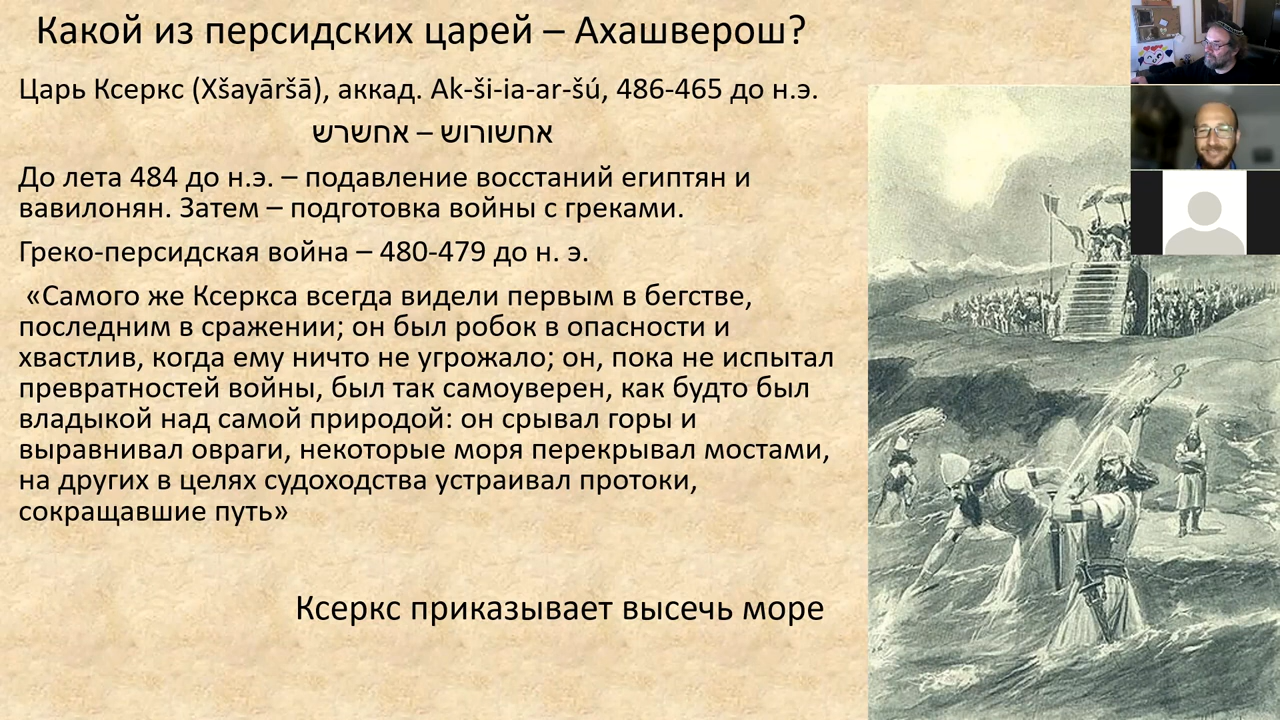 Какой из персидских царей – Ахашверош?
Царь Ксеркс (Xšayāršā), аккад. Ak-ši-ia-ar-šú, 486-465 до н.э.
אחשורוש – אחשרש
До лета 484 до н.э. – подавление восстаний египтян и
вавилонян. Затем – подготовка войны с греками.
Греко-персидская война – 480-479 до н. э.
«Самого же Ксеркса всегда видели первым в бегстве,
последним в сражении; он был робок в опасности и
хвастлив, когда ему ничто не угрожало; он, пока не испытал
превратностей войны, был так самоуверен, как будто был
владыкой над самой природой: он срывал горы и
выравнивал овраги, некоторые моря перекрывал мостами,
на других в целях судоходства устраивал протоки,
сокращавшие путь»
Ксеркс приказывает высечь море